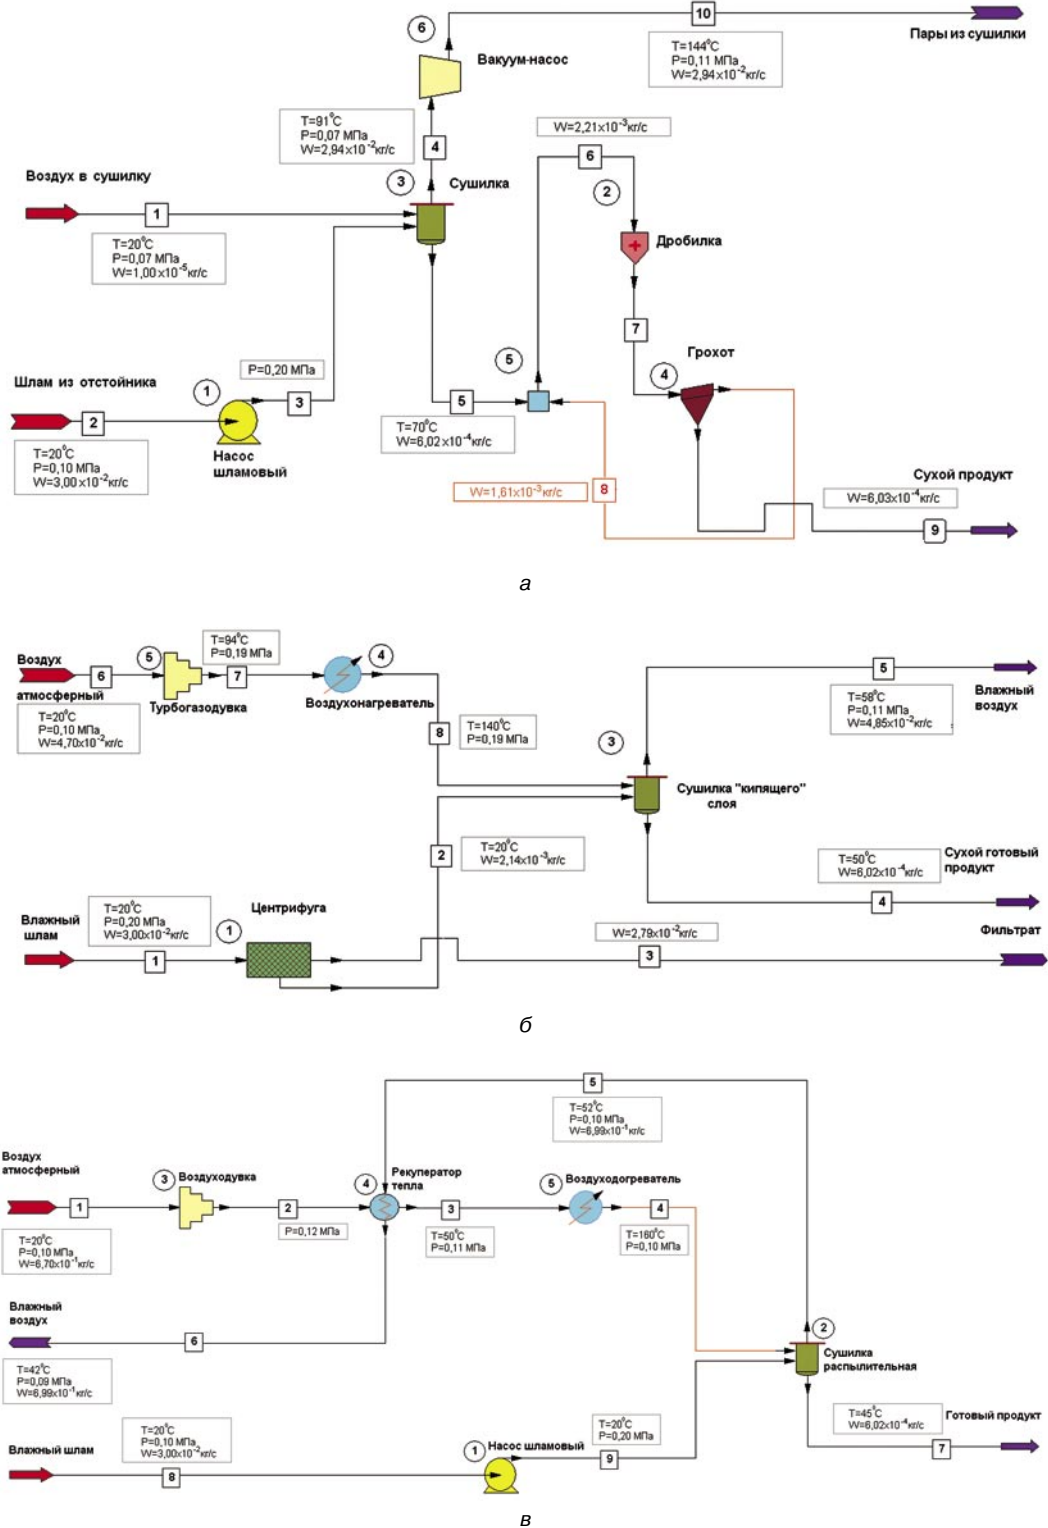 10
6
Пары из сушилки
Вакуум-насос
T=144°C
P=0,11 МПа
W=2,94×10⁻²кг/с
T=91°C
P=0,07 МПа
W=2,94×10⁻²кг/с
4
W=2,21×10⁻³кг/с
6
2
Воздух в сушилку
3
Сушилка
1
T=20°C
P=0,07 МПа
W=1,00×10⁻⁵кг/с
Дробилка
7
Грохот
5
4
P=0,20 МПа
Шлам из отстойника
1
3
5
2
T=70°C
W=6,02×10⁻⁴кг/с
T=20°C
P=0,10 МПа
W=3,00×10⁻²кг/с
Насос
шламовый
Сухой продукт
W=1,61×10⁻³кг/с
8
W=6,03×10⁻⁴кг/с
9
а
T=94°C
P=0,19 МПа
Воздух
5
4
6
7
5
атмосферный
Турбогазодувка
Воздухонагреватель
Влажный
воздух
T=20°C
P=0,10 МПа
W=4,70×10⁻²кг/с
T=58°C
P=0,11 МПа
W=4,85×10⁻²кг/с
8
T=140°C
P=0,19 МПа
3
Сушилка "кипящего"
слоя
2
T=20°C
W=2,14×10⁻³кг/с
T=50°C
W=6,02×10⁻⁴кг/с
Сухой готовый
продукт
4
Влажный
шлам
T=20°C
P=0,20 МПа
W=3,00×10⁻²кг/с
1
Центрифуга
W=2,79×10⁻²кг/с
Фильтрат
1
3
б
5
T=52°C
P=0,10 МПа
W=6,99×10⁻¹кг/с
Воздух
атмосферный
3
Воздуходувка
4
Рекуператор
тепла
5
Воздуходогреватель
1
2
3
4
P=0,12 МПа
T=20°C
P=0,10 МПа
W=6,70×10⁻¹кг/с
T=50°C
P=0,11 МПа
T=160°C
P=0,10 МПа
Влажный
воздух
6
2
Сушилка
распылительная
T=42°C
P=0,09 МПа
W=6,99×10⁻¹кг/с
T=45°C
W=6,02×10⁻⁴кг/с
Готовый продукт
7
Влажный шлам
T=20°C
P=0,10 МПа
W=3,00×10⁻²кг/с
8
1
Насос шламовый
T=20°C
P=0,20 МПа
9
в